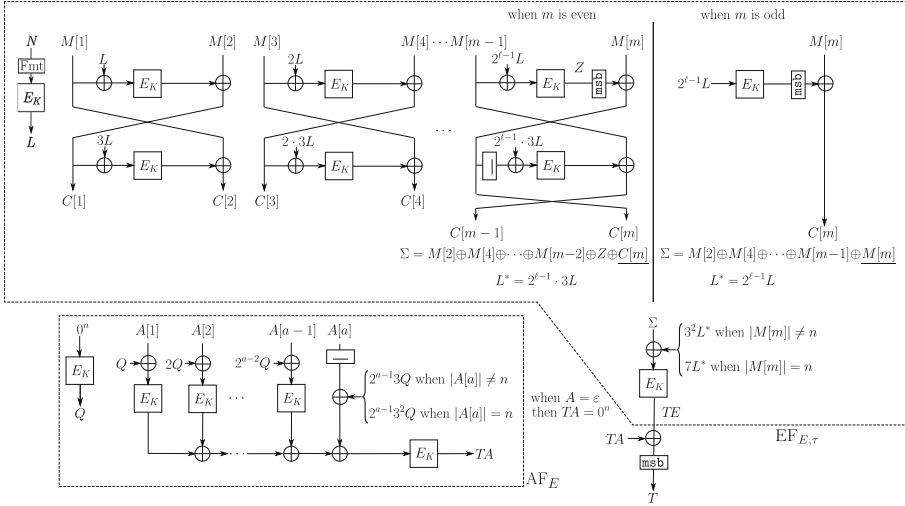 when m is even
when m is odd
N
M[1]
M[2]
M[3]
M[4] ··· M[m−1]
M[m]
M[m]
Fmt
L
2L
2^{ℓ−1}L
Z
2^{ℓ−1}L
E_K
E_K
E_K
E_K
msb
E_K
msb
L
···
3L
2 · 3L
2^{ℓ−1} · 3L
E_K
E_K
E_K
C[1]
C[2]
C[3]
C[4]
C[m−1]
C[m]
C[m]
Σ = M[2]⊕M[4]⊕···⊕M[m−2]⊕Z⊕C[m]
Σ = M[2]⊕M[4]⊕···⊕M[m−1]⊕M[m]
L* = 2^{ℓ−1} · 3L
L* = 2^{ℓ−1}L
0^n
A[1]
A[2]
A[a−1]
A[a]
Σ
3^2L* when |M[m]| ≠ n
7L* when |M[m]| = n
Q
2Q
2^{a−2}Q
E_K
E_K
E_K
···
E_K
2^{a−1}3Q when |A[a]| ≠ n
2^{a−1}3^2Q when |A[a]| = n
E_K
Q
when A = ε
then TA = 0^n
TE
···
E_K
TA
TA
EF_{E,τ}
msb
AF_E
T